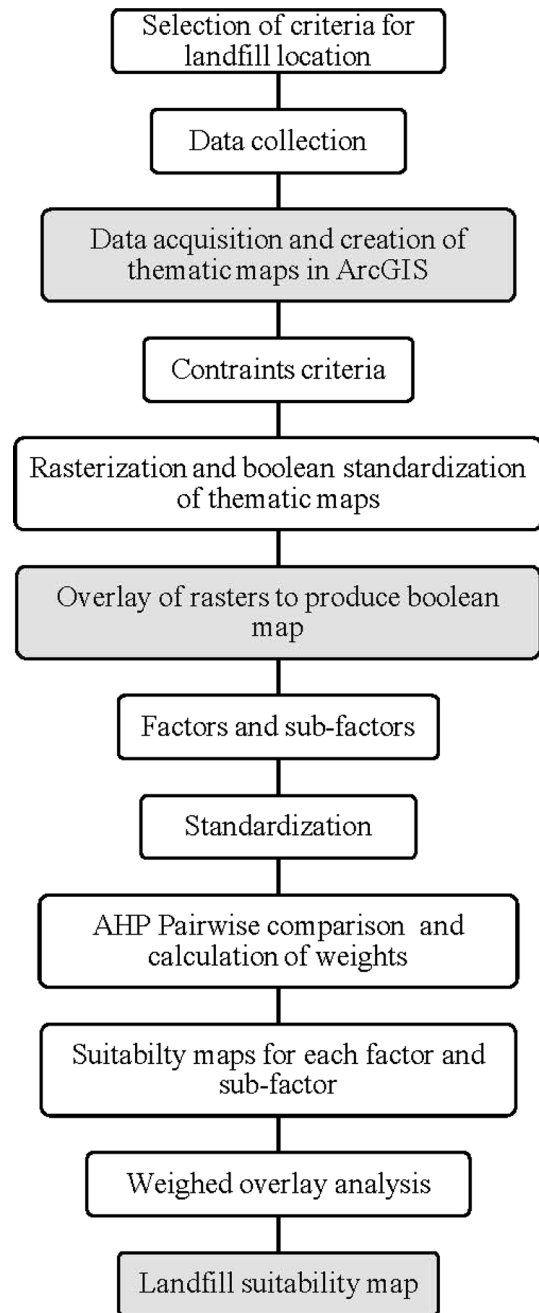 Selection of criteria for
landfill location
Data collection
Data acquisition and creation of
thematic maps in ArcGIS
Contraints criteria
Rasterization and boolean standardization
of thematic maps
Overlay of rasters to produce boolean
map
Factors and sub-factors
Standardization
AHP Pairwise comparison and
calculation of weights
Suitabilty maps for each factor and
sub-factor
Weighed overlay analysis
Landfill suitability map